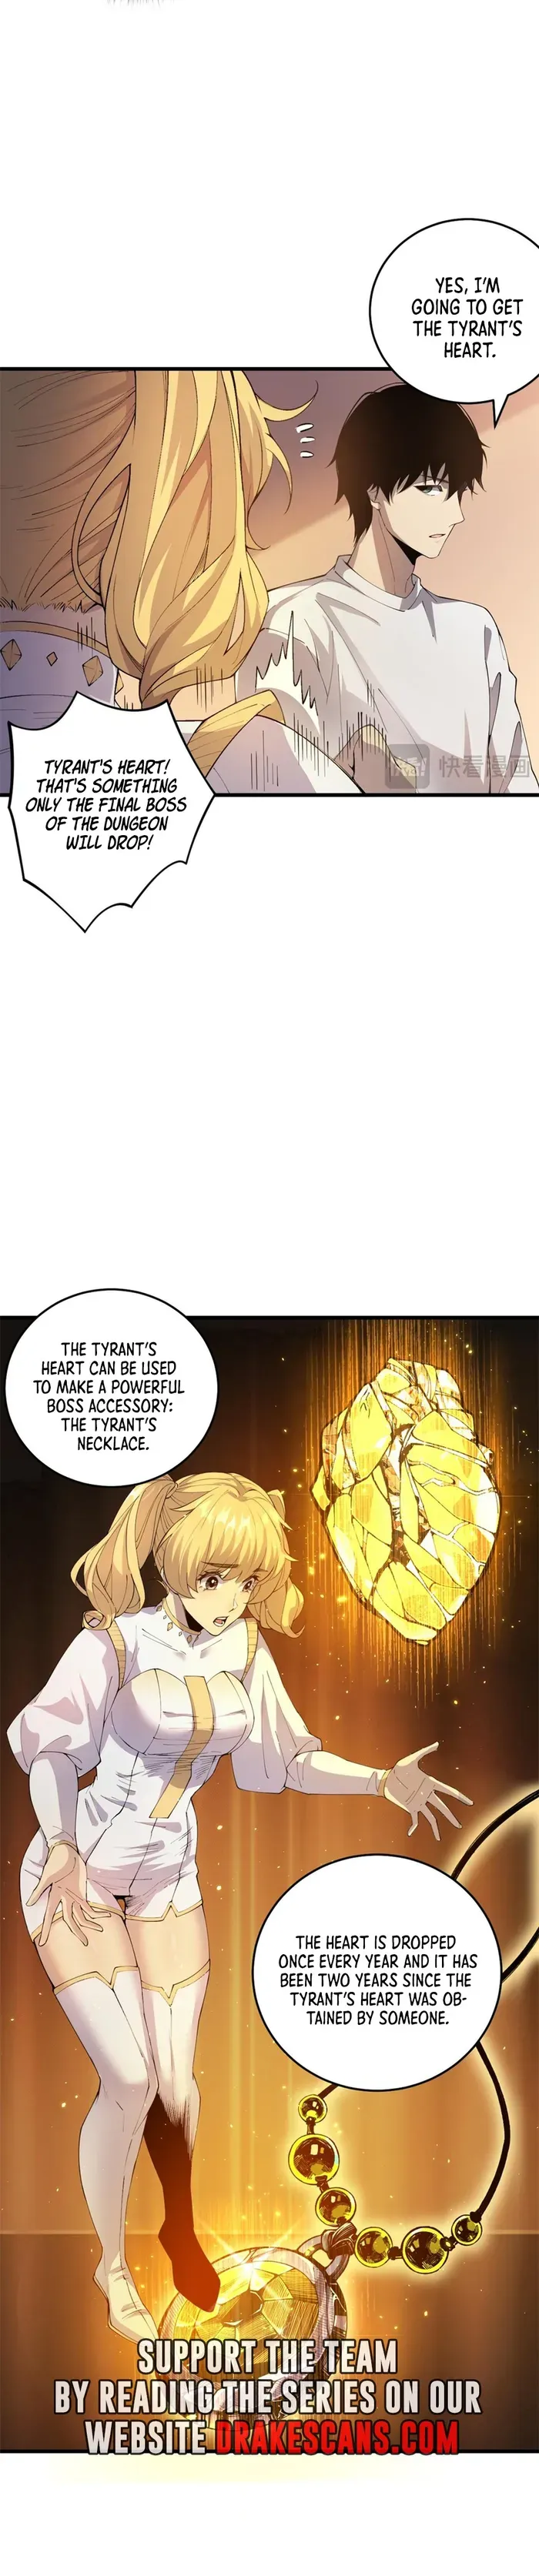 YES, I'M
GOING TO GET
THE TYRANT'S
HEART.
快看漫画
TYRANT'S HEART!
THAT'S SOMETHING
ONLY THE FINAL BOSS
OF THE DUNGEON
WILL DROP!
THE TYRANT'S
HEART CAN BE USED
TO MAKE A POWERFUL
BOSS ACCESSORY:
THE TYRANT'S
NECKLACE.
THE HEART IS DROPPED
ONCE EVERY YEAR AND IT HAS
BEEN TWO YEARS SINCE THE
TYRANT'S HEART WAS OB-
TAINED BY SOMEONE.
SUPPORT THE TEAM
BY READING THE SERIES ON OUR
WEBSITE DRAKESCANS.COM